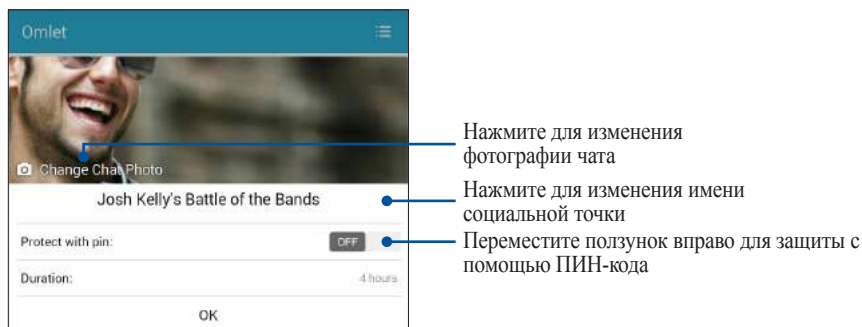 Omlet
Change Chat Photo
Josh Kelly's Battle of the Bands
Protect with pin:
OFF
Duration:
4 hours
OK
Нажмите для изменения
фотографии чата
Нажмите для изменения имени
социальной точки
Переместите ползунок вправо для защиты с
помощью ПИН-кода